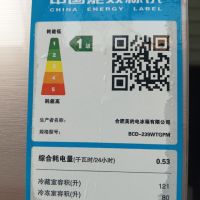 中国能效标识
CHINA ENERGY LABEL
耗能低
1级
1
2
3
4
5
耗能高
生产者名称：
合肥美的电冰箱有限公司
规格型号：
BCD-239WTGPM
综合耗电量(千瓦时/24小时)
0.53
冷藏室容积(升)
121
冷冻室容积(升)
80